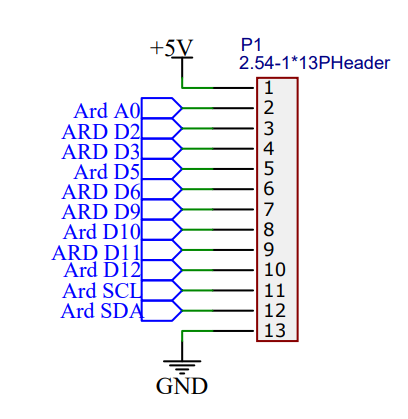 +5V
P1
2.54-1*13PHeader
1
Ard A0 2
ARD D2 3
ARD D3 4
Ard D5 5
ARD D6 6
ARD D9 7
Ard D10 8
ARD D11 9
Ard D12 10
Ard SCL 11
Ard SDA 12
13
GND